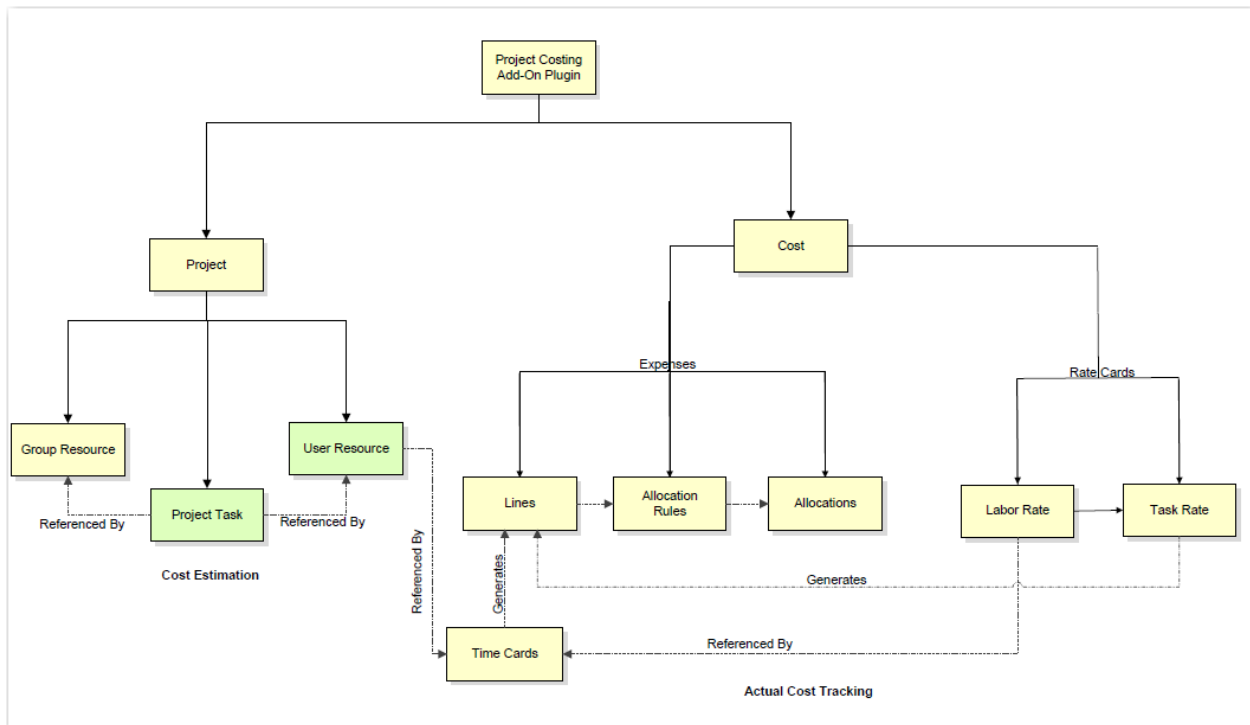 Project Costing
Add-On Plugin
Project
Cost
Expenses
Rate Cards
Group Resource
User Resource
Project Task
Referenced By
Referenced By
Cost Estimation
Lines
Allocation
Rules
Allocations
Labor Rate
Task Rate
Referenced By
Generates
Generates
Time Cards
Referenced By
Actual Cost Tracking